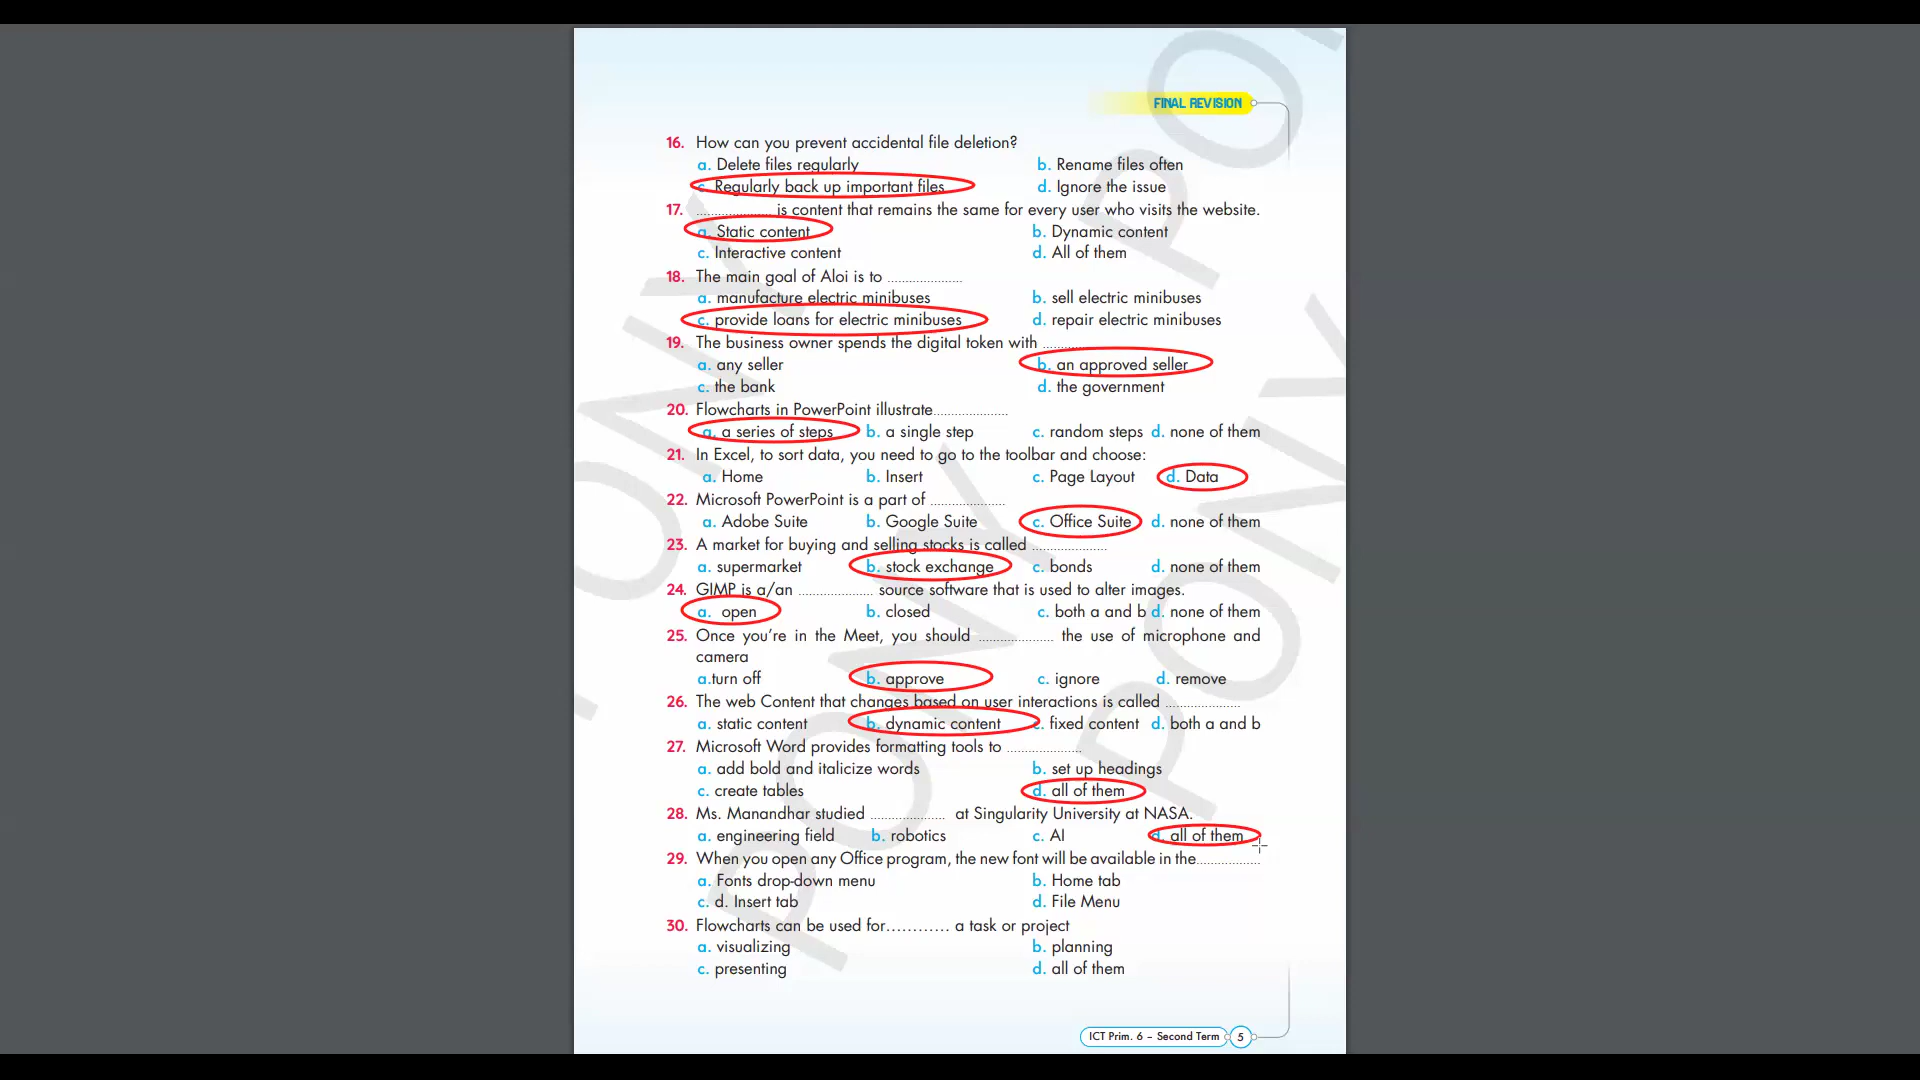 FINAL REVISION
16. How can you prevent accidental file deletion?
a. Delete files regularly b. Rename files often
c. Regularly back up important files d. Ignore the issue
17. ..................... is content that remains the same for every user who visits the website.
a. Static content b. Dynamic content
c. Interactive content d. All of them
18. The main goal of Aloi is to .....................
a. manufacture electric minibuses b. sell electric minibuses
c. provide loans for electric minibuses d. repair electric minibuses
19. The business owner spends the digital token with .....................
a. any seller b. an approved seller
c. the bank d. the government
20. Flowcharts in PowerPoint illustrate.....................
a. a series of steps b. a single step c. random steps d. none of them
21. In Excel, to sort data, you need to go to the toolbar and choose:
a. Home b. Insert c. Page Layout d. Data
22. Microsoft PowerPoint is a part of .....................
a. Adobe Suite b. Google Suite c. Office Suite d. none of them
23. A market for buying and selling stocks is called .....................
a. supermarket b. stock exchange c. bonds d. none of them
24. GIMP is a/an ..................... source software that is used to alter images.
a. open b. closed c. both a and b d. none of them
25. Once you're in the Meet, you should ..................... the use of microphone and
camera
a.turn off b. approve c. ignore d. remove
26. The web Content that changes based on user interactions is called .....................
a. static content b. dynamic content c. fixed content d. both a and b
27. Microsoft Word provides formatting tools to .....................
a. add bold and italicize words b. set up headings
c. create tables d. all of them
28. Ms. Manandhar studied ..................... at Singularity University at NASA.
a. engineering field b. robotics c. AI d. all of them
29. When you open any Office program, the new font will be available in the..................
a. Fonts drop-down menu b. Home tab
c. d. Insert tab d. File Menu
30. Flowcharts can be used for............ a task or project
a. visualizing b. planning
c. presenting d. all of them
ICT Prim. 6 – Second Term 5
PONY
PONY
PONY
PONY